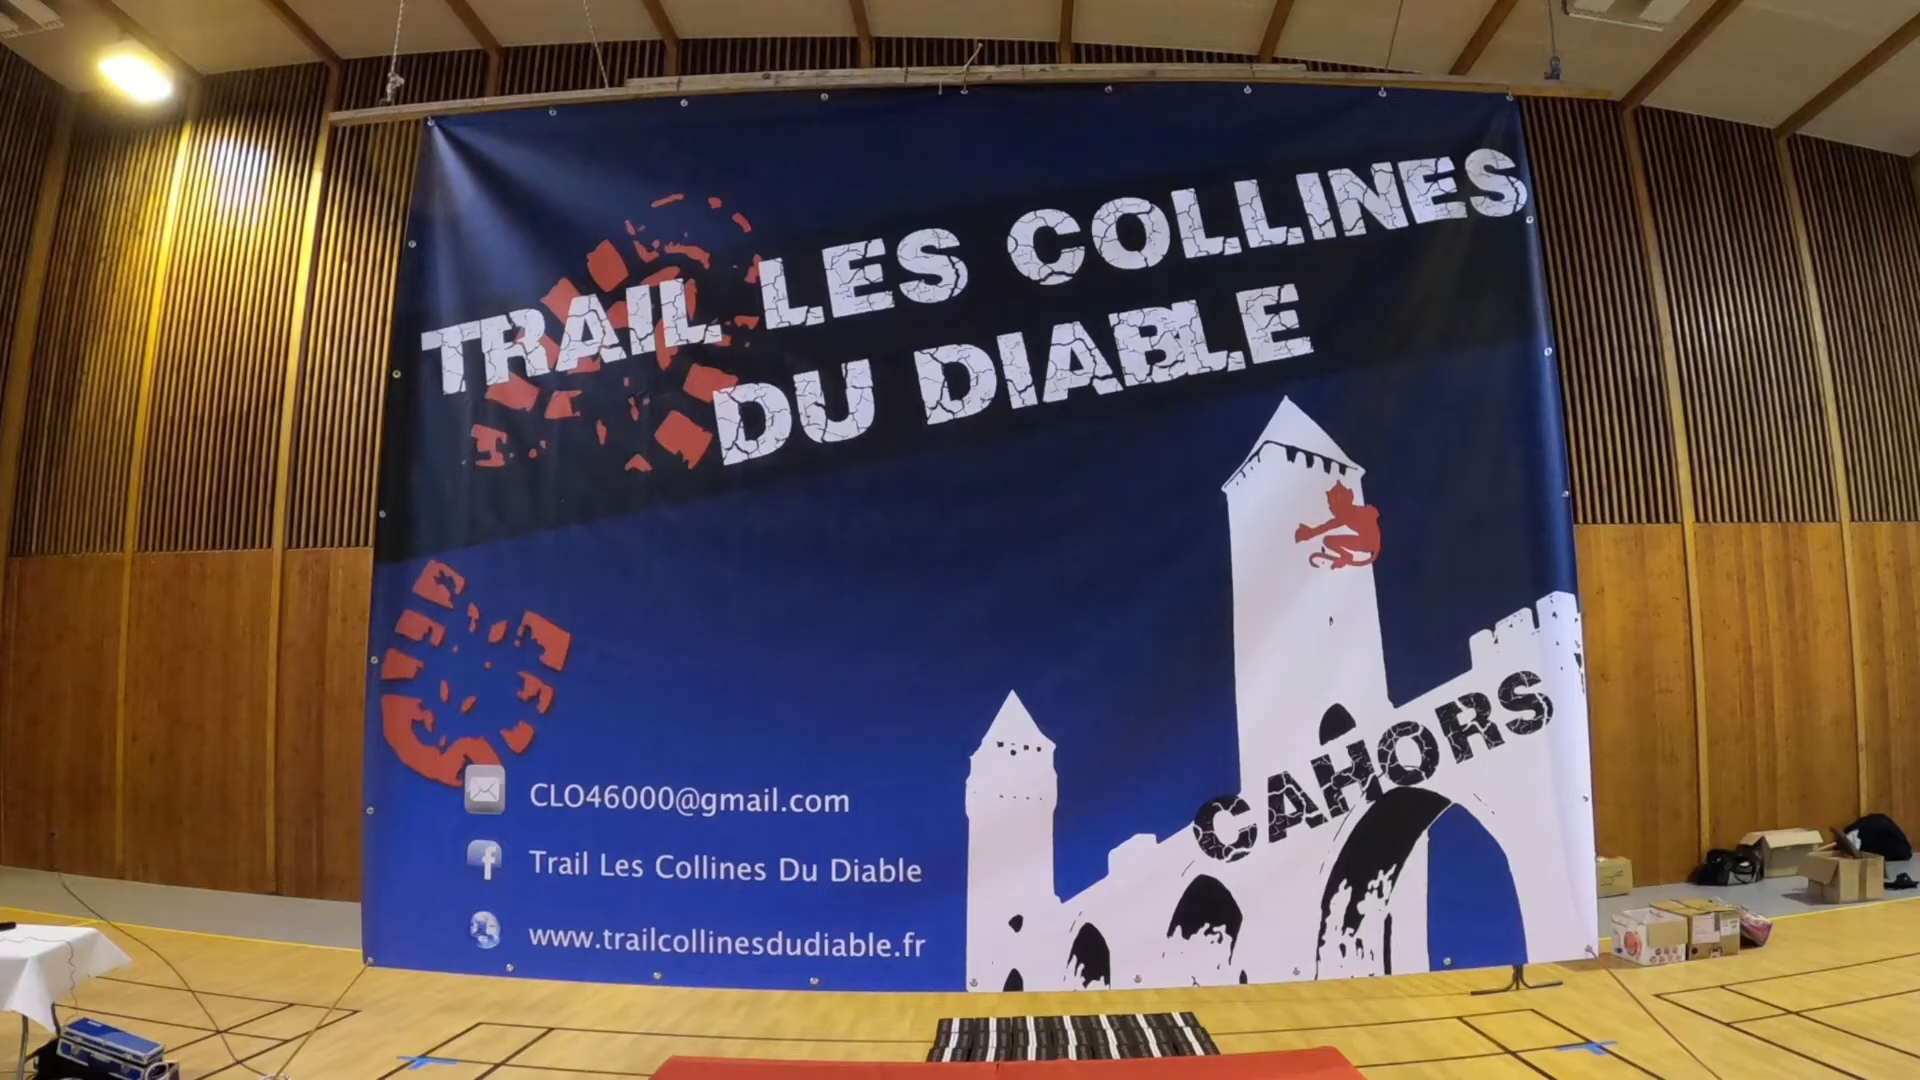 TRAIL LES COLLINES
DU DIABLE
CAHORS
CLO46000@gmail.com
Trail Les Collines Du Diable
www.trailcollinesdudiable.fr